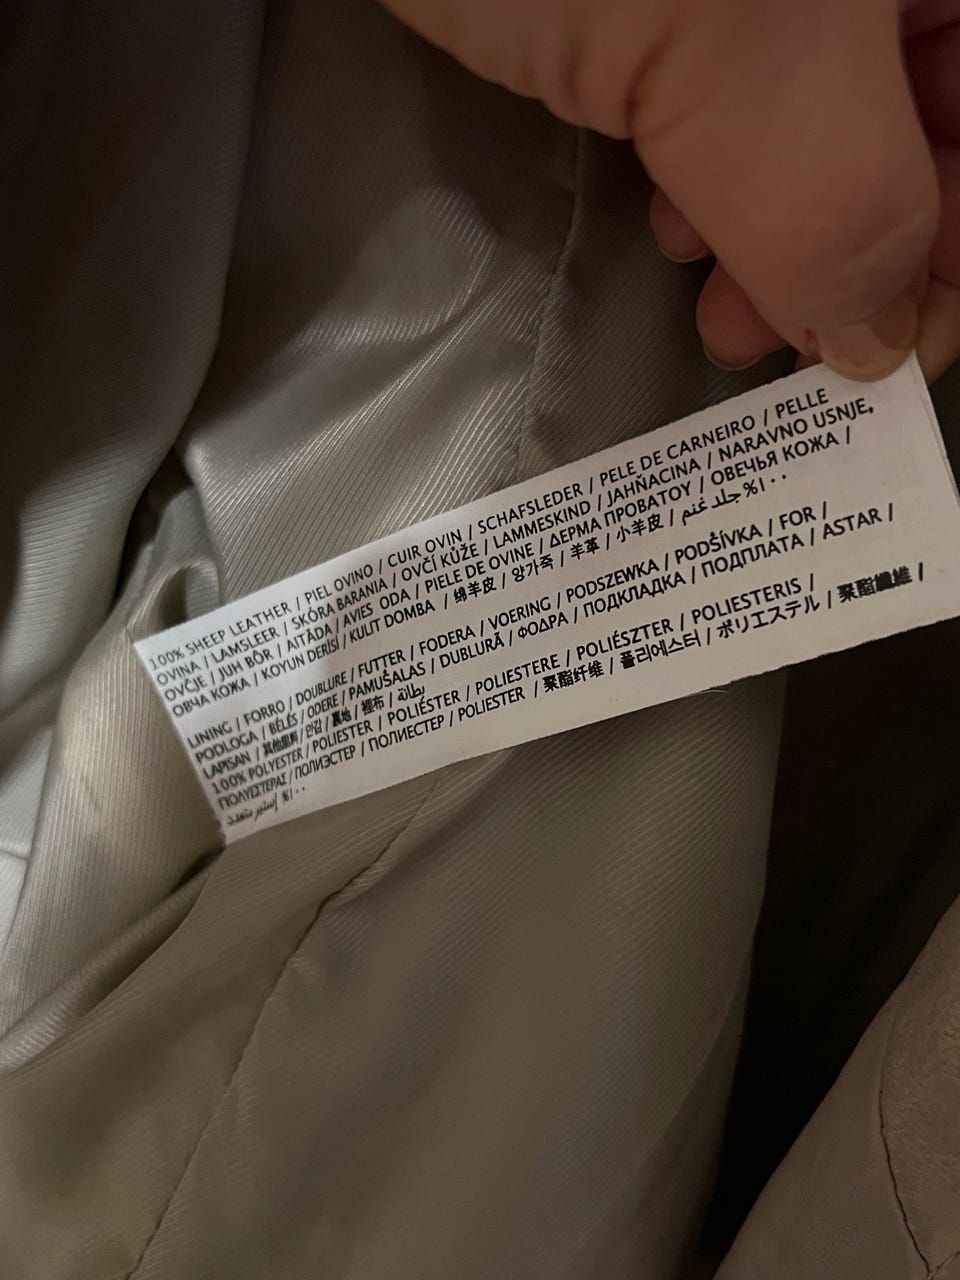 100% SHEEP LEATHER / PIEL OVINO / CUIR OVIN / SCHAFSLEDER / PELE DE CARNEIRO / PELLE
OVINA / LAMSLEER / SKÓRA BARANIA / OVČÍ KŮŽE / LAMMESKIND / JAHŇACINA / NARAVNO USNJE,
OVČJE / JUH BÖR / AITĀDA / AVIES ODA / PIELE DE OVINE / ΔΕΡΜΑ ΠΡΟΒΑΤΟΥ / ОВЕЧЬЯ КОЖА /
ОВЧА КОЖА / KOYUN DERİSİ / KULIT DOMBA / 绵羊皮 / 양가죽 / 羊革 / 小羊皮 / جلد غنم %١٠٠
LINING / FORRO / DOUBLURE / FUTTER / FODERA / VOERING / PODSZEWKA / PODŠÍVKA / FOR /
PODLOGA / BÉLÉS / ODERE / PAMUŠALAS / DUBLURĂ / ΦΟΔΡΑ / ПОДКЛАДКА / ПОДПЛАТА / ASTAR /
LAPISAN / 其他里料 / 안감 / 裏地 / 裡布 / بطانة
100% POLYESTER / POLIESTER / POLIÉSTER / POLIESTERE / POLIÉSZTER / POLIESTERIS /
ΠΟΛΥΕΣΤΕΡΑΣ / ПОЛИЭСТЕР / ПОЛИЕСТЕР / POLIESTER / 聚酯纤维 / 폴리에스터 / ポリエステル / 聚酯纖維 /
%١٠٠